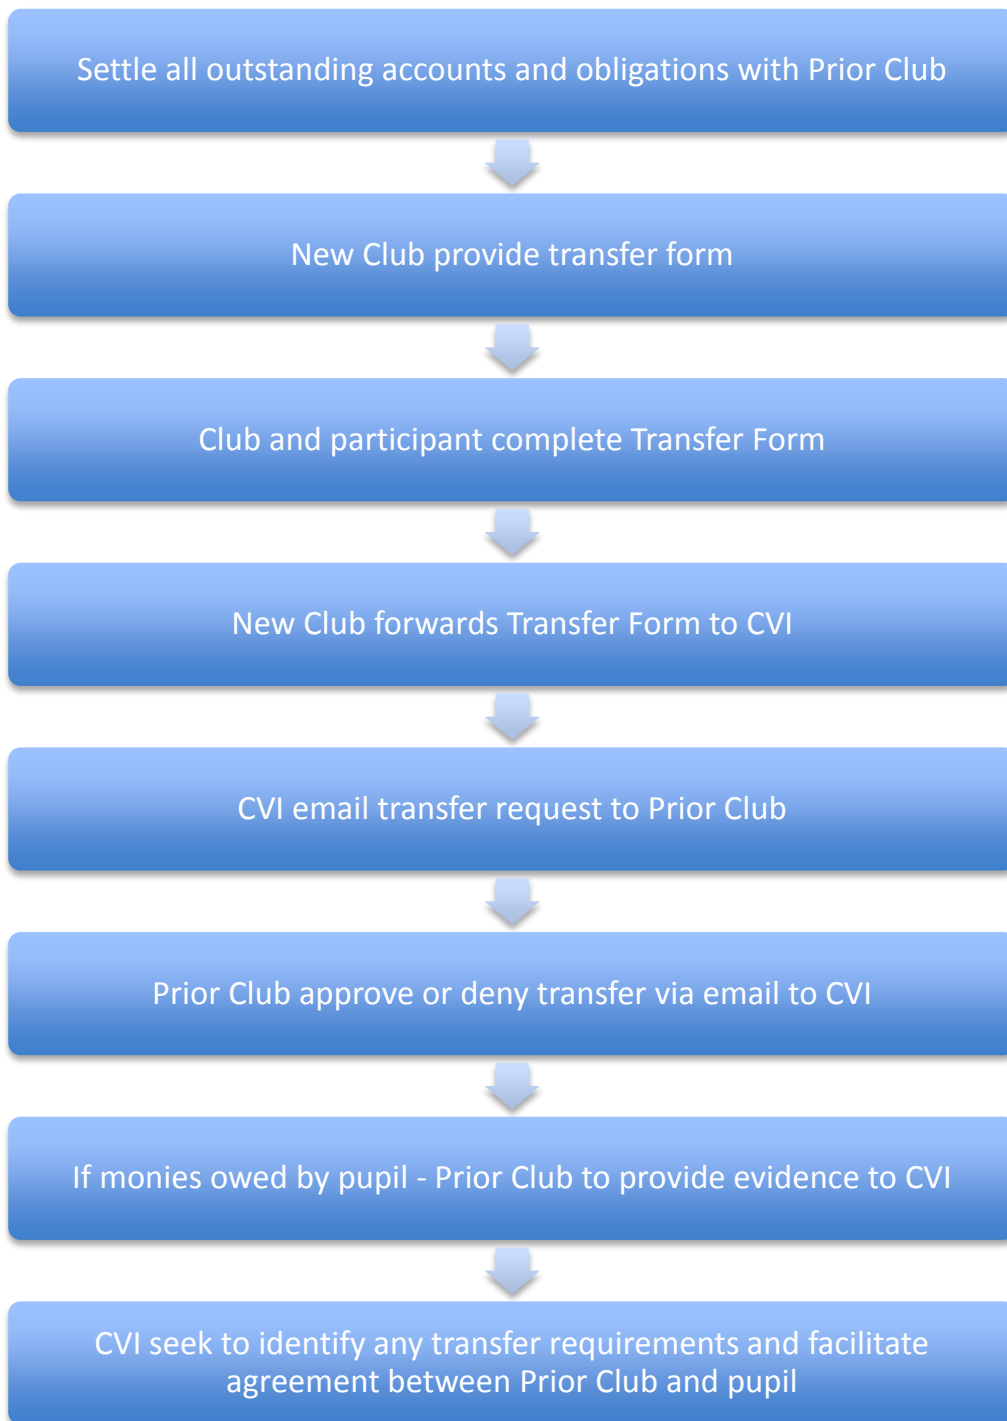 Settle all outstanding accounts and obligations with Prior Club
New Club provide transfer form
Club and participant complete Transfer Form
New Club forwards Transfer Form to CVI
CVI email transfer request to Prior Club
Prior Club approve or deny transfer via email to CVI
If monies owed by pupil - Prior Club to provide evidence to CVI
CVI seek to identify any transfer requirements and facilitate
agreement between Prior Club and pupil